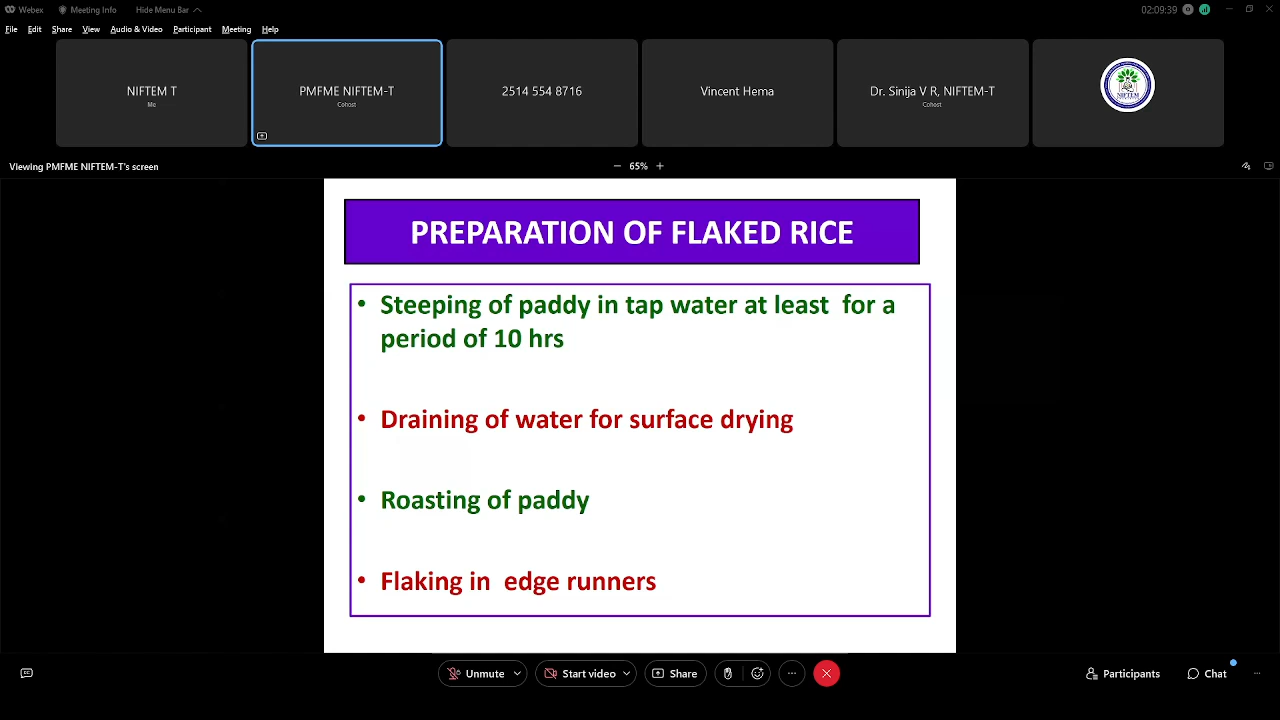 Webex Meeting Info Hide Menu Bar 02:09:39
File Edit Share View Audio & Video Participant Meeting Help
NIFTEM T
Me
PMFME NIFTEM-T
Cohost
2514 554 8716
Vincent Hema
Dr. Sinija V R, NIFTEM-T
Cohost
NIFTEM
Viewing PMFME NIFTEM-T's screen
65%
PREPARATION OF FLAKED RICE
• Steeping of paddy in tap water at least for a
period of 10 hrs
• Draining of water for surface drying
• Roasting of paddy
• Flaking in edge runners
Unmute Start video Share Participants Chat